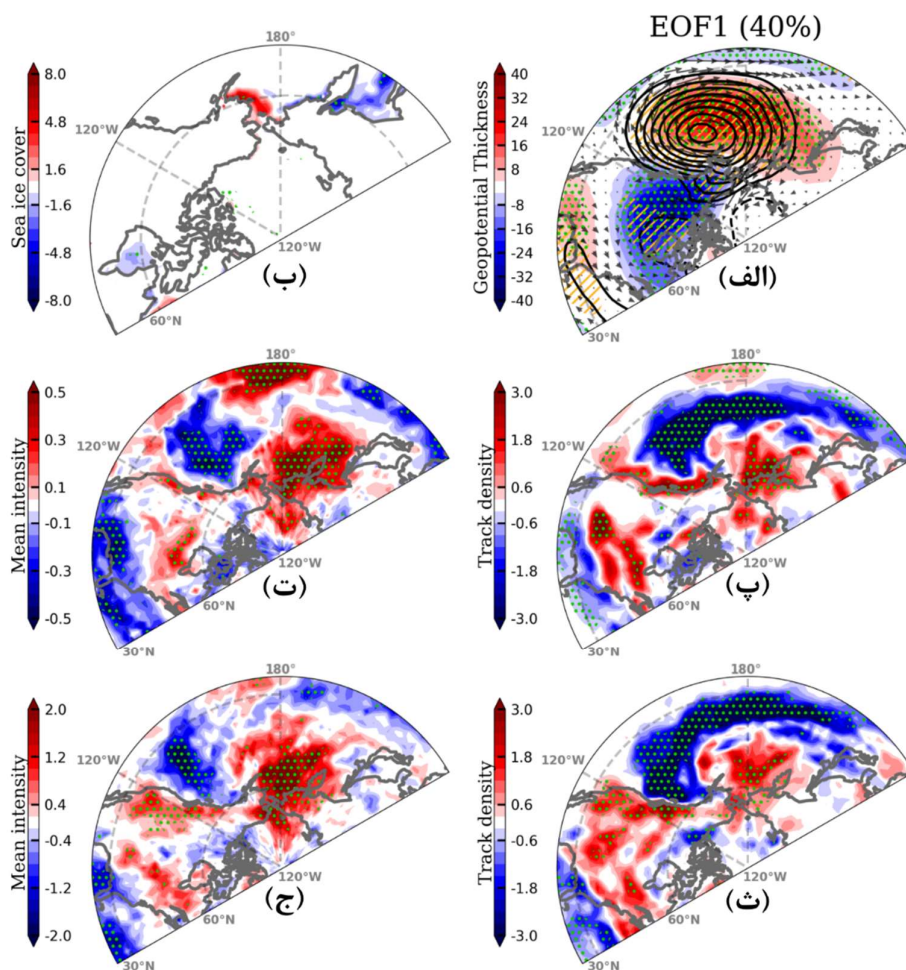 EOF1 (40%)
Geopotential Thickness
40
32
24
16
8
-8
-16
-24
-32
-40
120°W
120°W
60°N
30°N
(الف)
Sea ice cover
8.0
4.8
1.6
-1.6
-4.8
-8.0
180°
120°W
120°W
60°N
(ب)
Track density
3.0
1.8
0.6
-0.6
-1.8
-3.0
180°
120°W
120°W
60°N
30°N
(پ)
Mean intensity
0.5
0.3
0.1
-0.1
-0.3
-0.5
180°
120°W
120°W
60°N
30°N
(ت)
Track density
3.0
1.8
0.6
-0.6
-1.8
-3.0
180°
120°W
120°W
60°N
30°N
(ث)
Mean intensity
2.0
1.2
0.4
-0.4
-1.2
-2.0
180°
120°W
120°W
60°N
30°N
(ج)